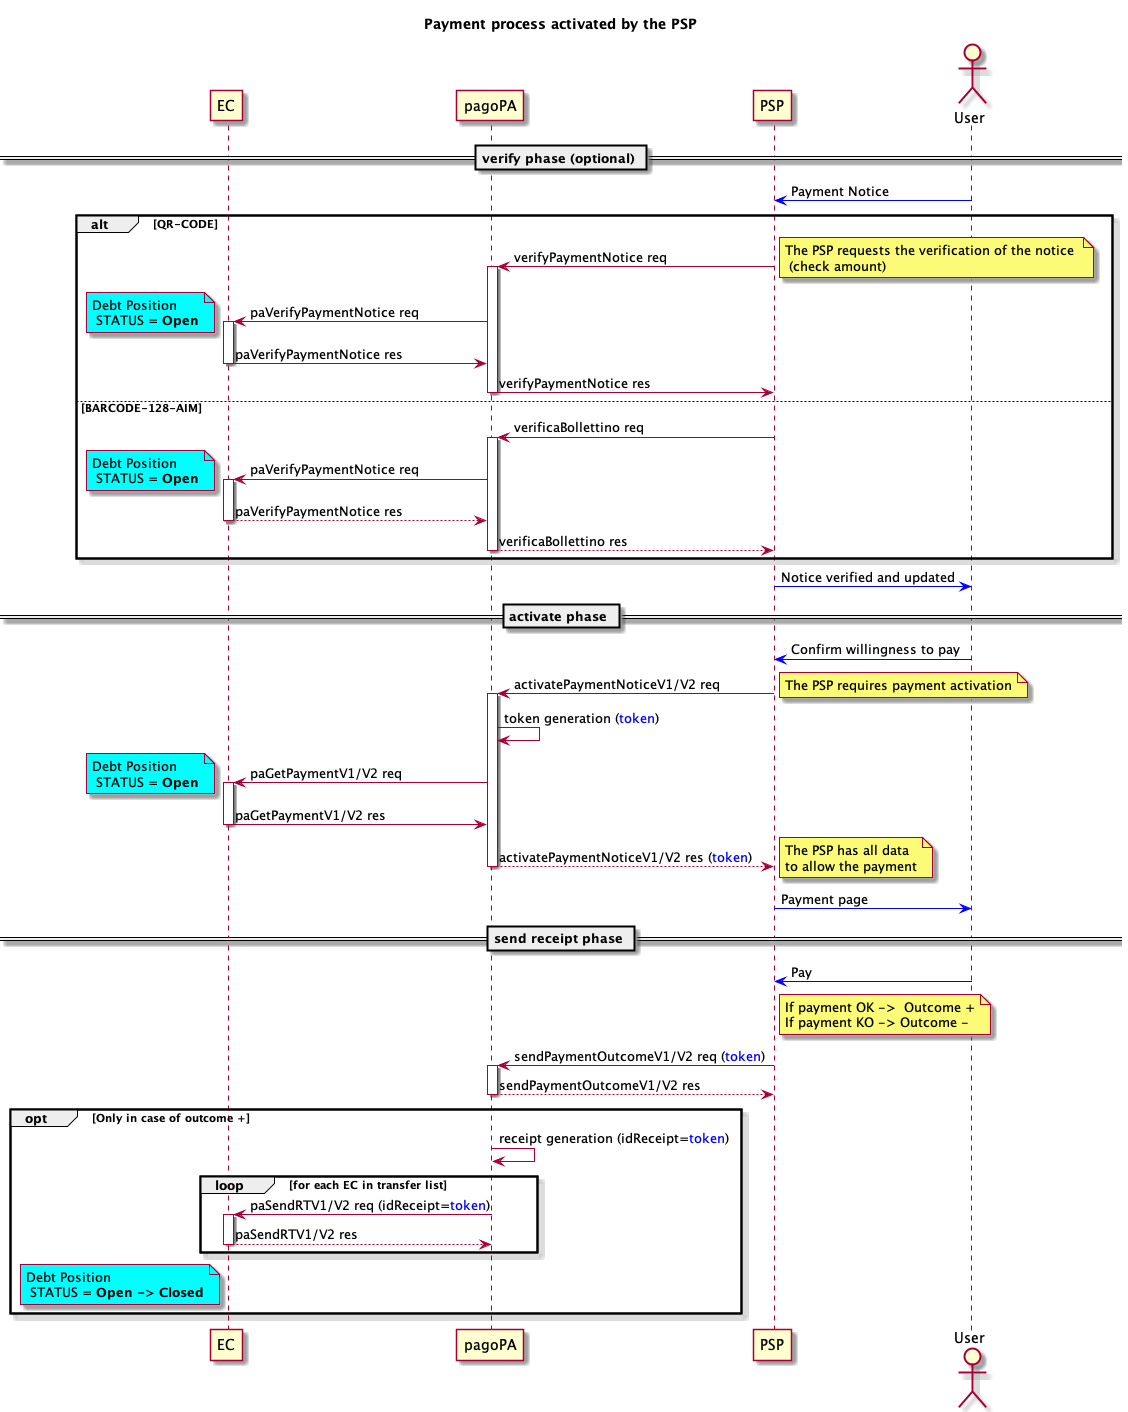 Payment process activated by the PSP
User
EC
pagoPA
PSP
verify phase (optional)
Payment Notice
alt
[QR-CODE]
The PSP requests the verification of the notice
(check amount)
verifyPaymentNotice req
Debt Position
STATUS = Open
paVerifyPaymentNotice req
paVerifyPaymentNotice res
verifyPaymentNotice res
[BARCODE-128-AIM]
verificaBollettino req
Debt Position
STATUS = Open
paVerifyPaymentNotice req
paVerifyPaymentNotice res
verificaBollettino res
Notice verified and updated
activate phase
Confirm willingness to pay
The PSP requires payment activation
activatePaymentNoticeV1/V2 req
token generation (token)
Debt Position
STATUS = Open
paGetPaymentV1/V2 req
paGetPaymentV1/V2 res
The PSP has all data
to allow the payment
activatePaymentNoticeV1/V2 res (token)
Payment page
send receipt phase
Pay
If payment OK -> Outcome +
If payment KO -> Outcome -
sendPaymentOutcomeV1/V2 req (token)
sendPaymentOutcomeV1/V2 res
opt
[Only in case of outcome +]
receipt generation (idReceipt=token)
loop
[for each EC in transfer list]
paSendRTV1/V2 req (idReceipt=token)
paSendRTV1/V2 res
Debt Position
STATUS = Open -> Closed
EC
pagoPA
PSP
User